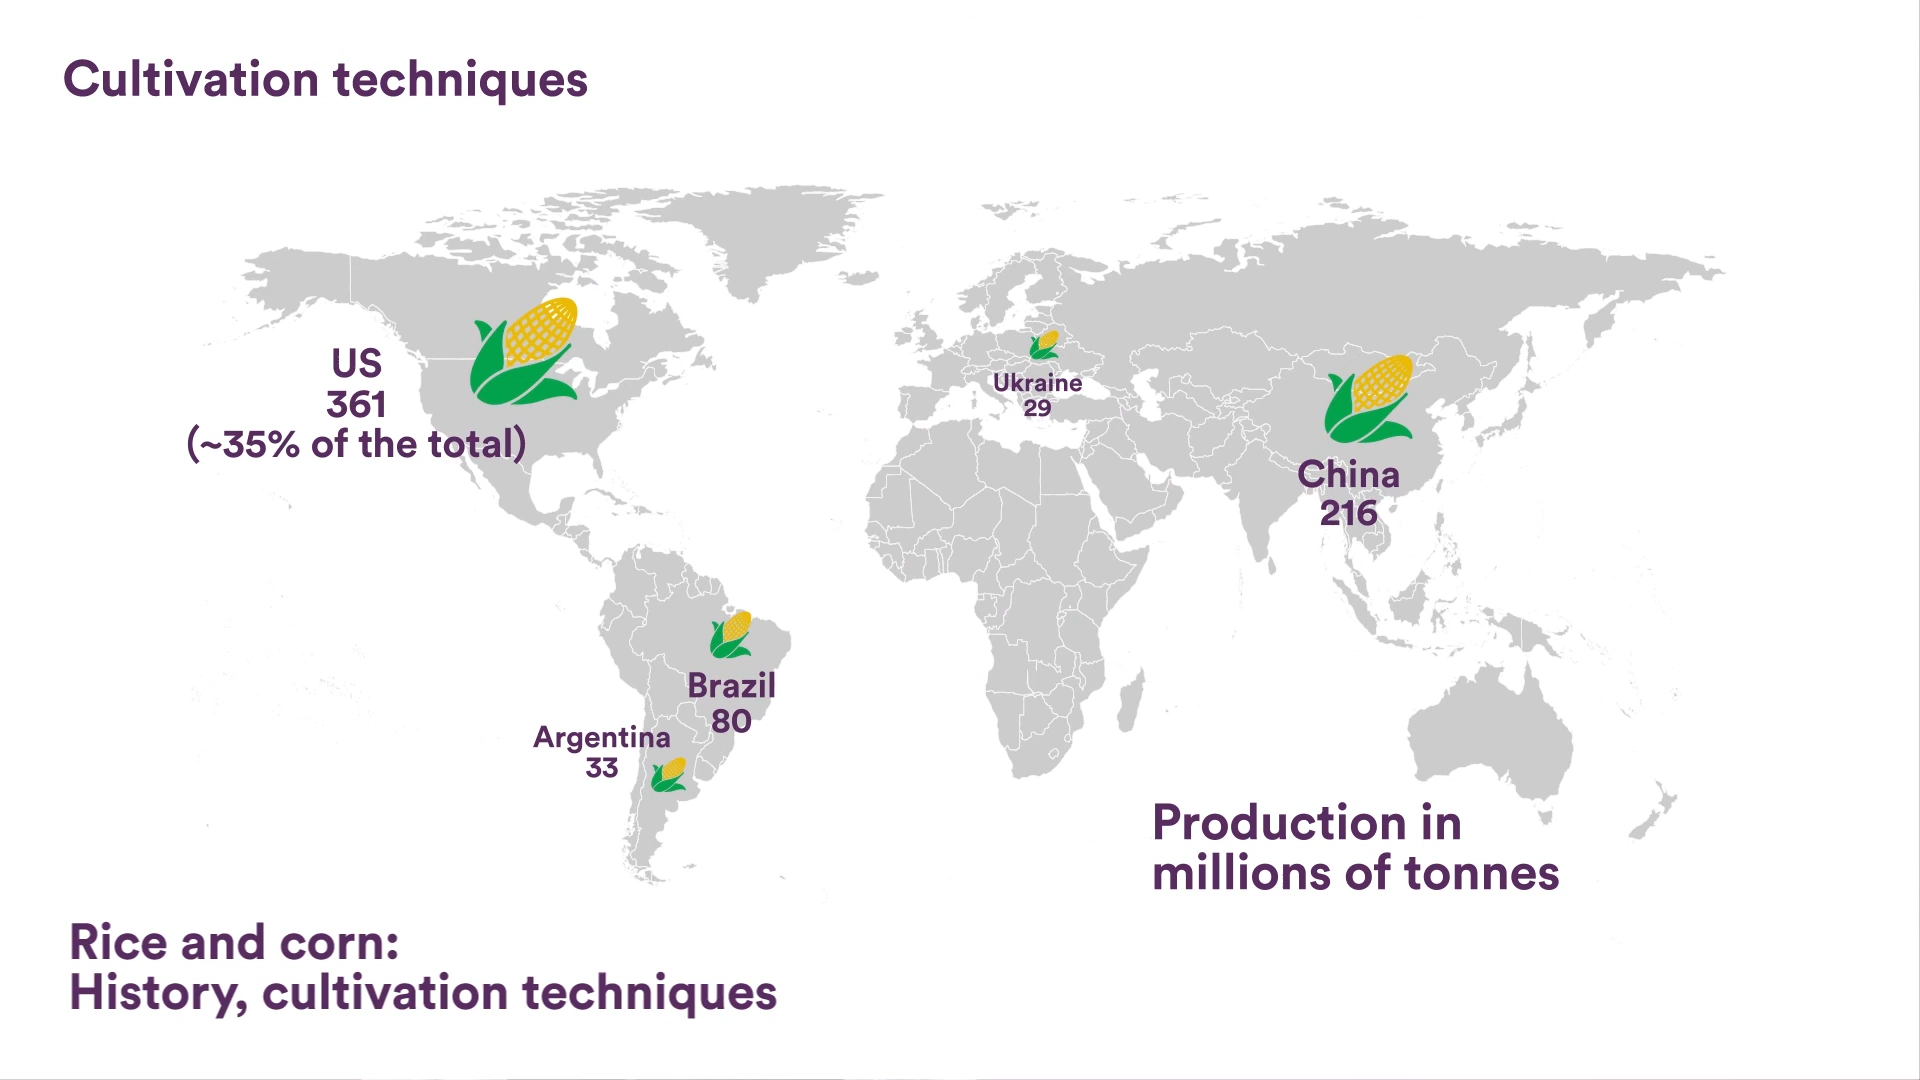 Cultivation techniques
US
361
(~35% of the total)
Ukraine
29
China
216
Brazil
80
Argentina
33
Production in
millions of tonnes
Rice and corn:
History, cultivation techniques